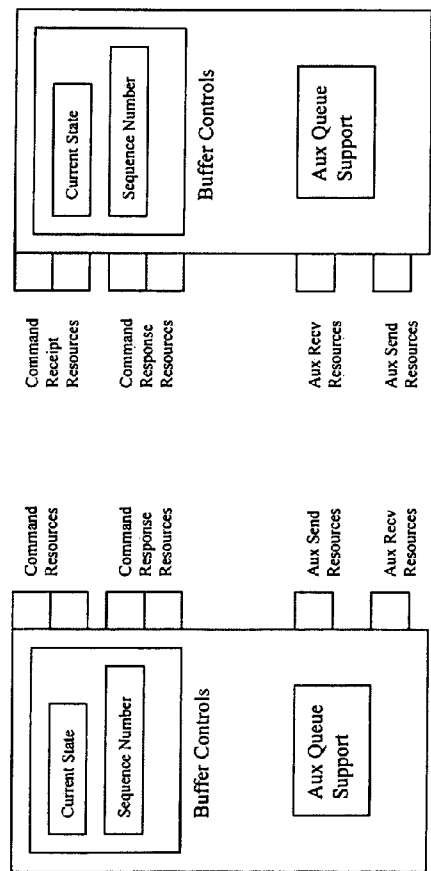 Current State
Sequence Number
Buffer Controls
Aux Queue
Support
Command
Resources
Command
Response
Resources
Aux Send
Resources
Aux Recv
Resources
Command
Receipt
Resources
Command
Response
Resources
Aux Recv
Resources
Aux Send
Resources
Current State
Sequence Number
Buffer Controls
Aux Queue
Support